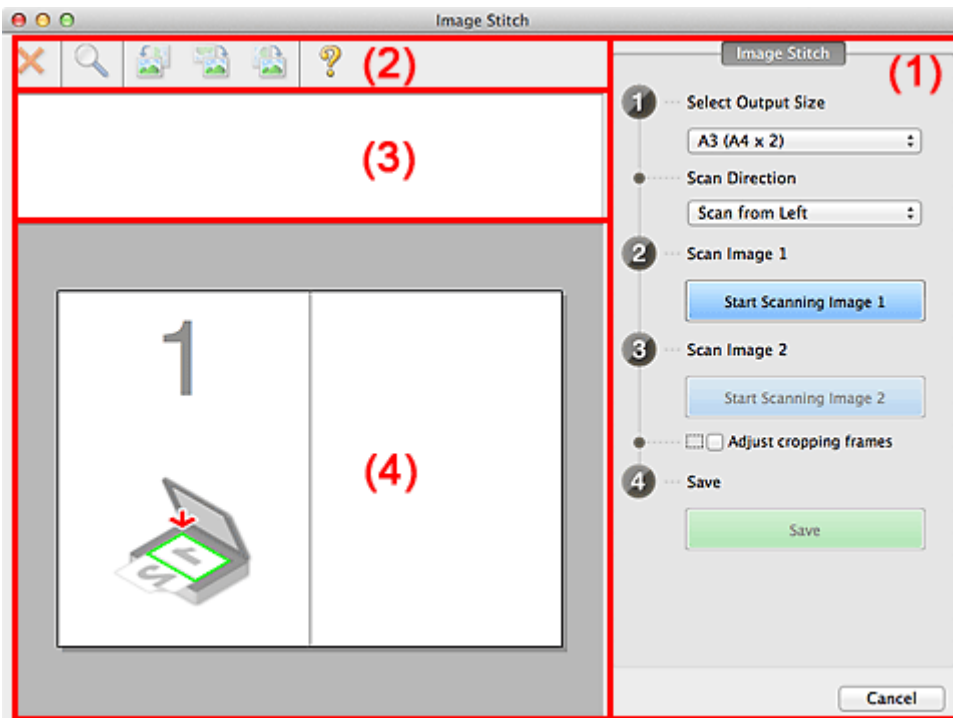 Image Stitch
(2)
Image Stitch
(1)
1 Select Output Size
A3 (A4 x 2)
Scan Direction
Scan from Left
2 Scan Image 1
Start Scanning Image 1
3 Scan Image 2
Start Scanning Image 2
Adjust cropping frames
4 Save
Save
Cancel
(3)
1
(4)
1
2